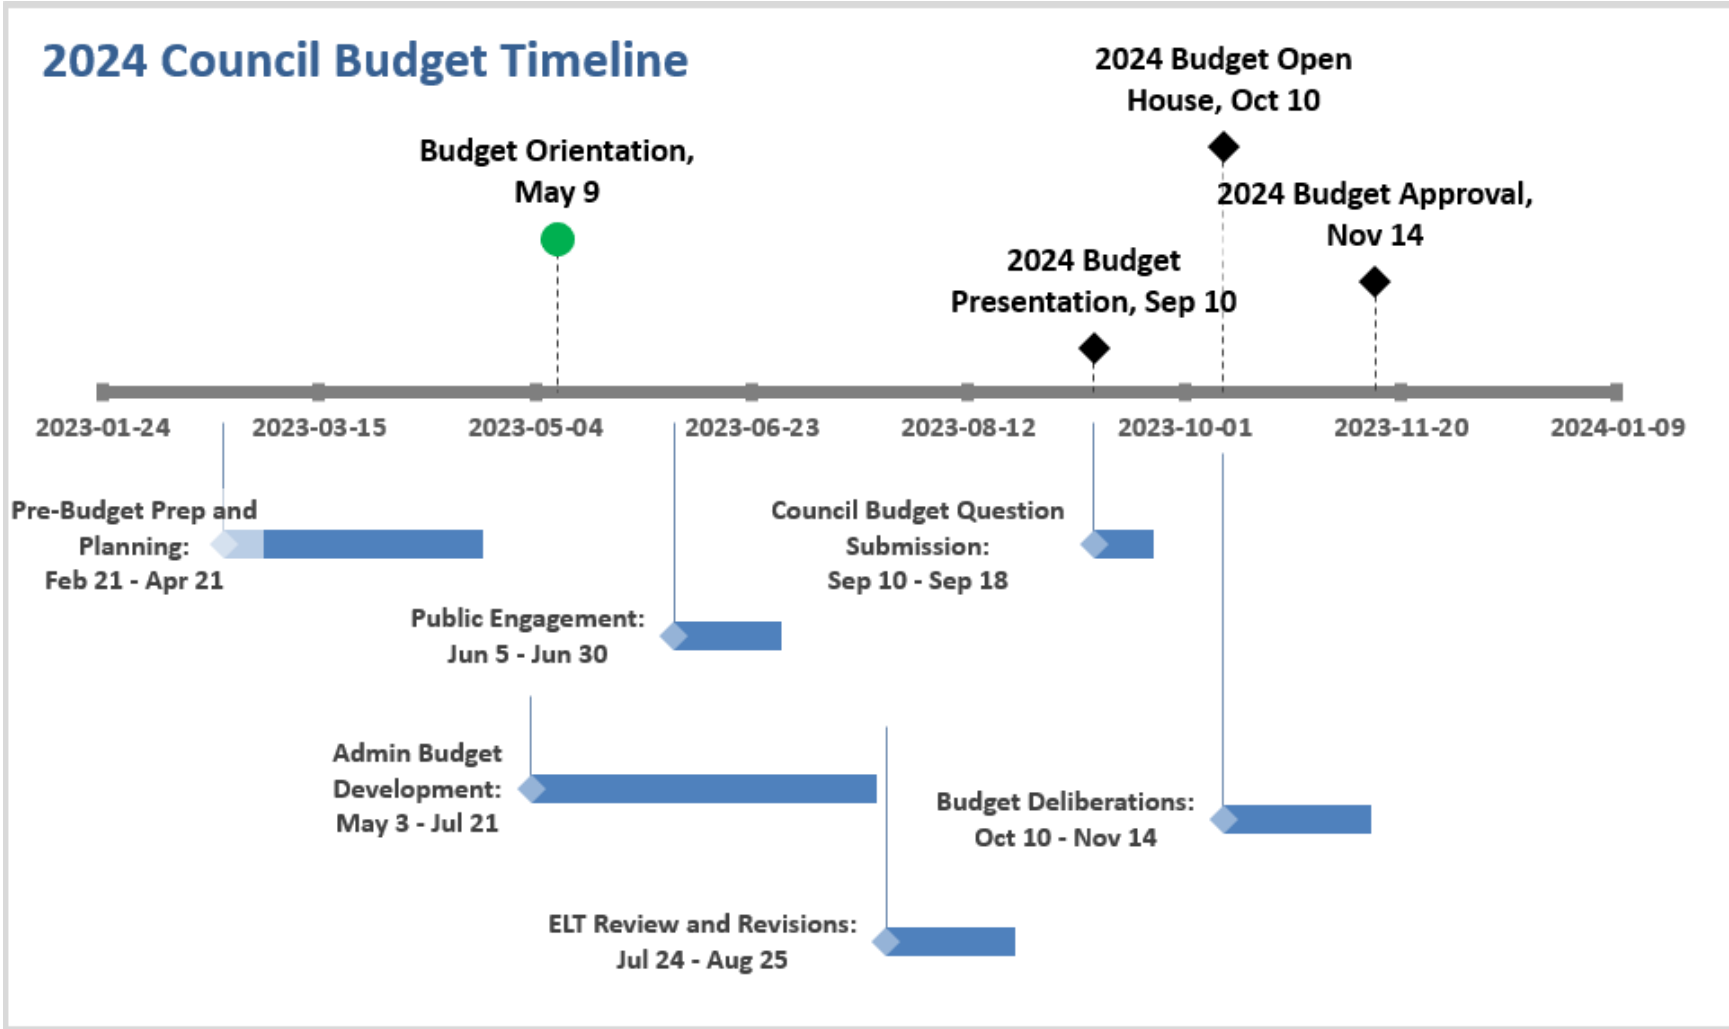 2024 Council Budget Timeline
2024 Budget Open
House, Oct 10
Budget Orientation,
May 9
2024 Budget Approval,
Nov 14
2024 Budget
Presentation, Sep 10
2023-01-24
2023-03-15
2023-05-04
2023-06-23
2023-08-12
2023-10-01
2023-11-20
2024-01-09
Pre-Budget Prep and
Planning:
Feb 21 - Apr 21
Council Budget Question
Submission:
Sep 10 - Sep 18
Public Engagement:
Jun 5 - Jun 30
Admin Budget
Development:
May 3 - Jul 21
Budget Deliberations:
Oct 10 - Nov 14
ELT Review and Revisions:
Jul 24 - Aug 25